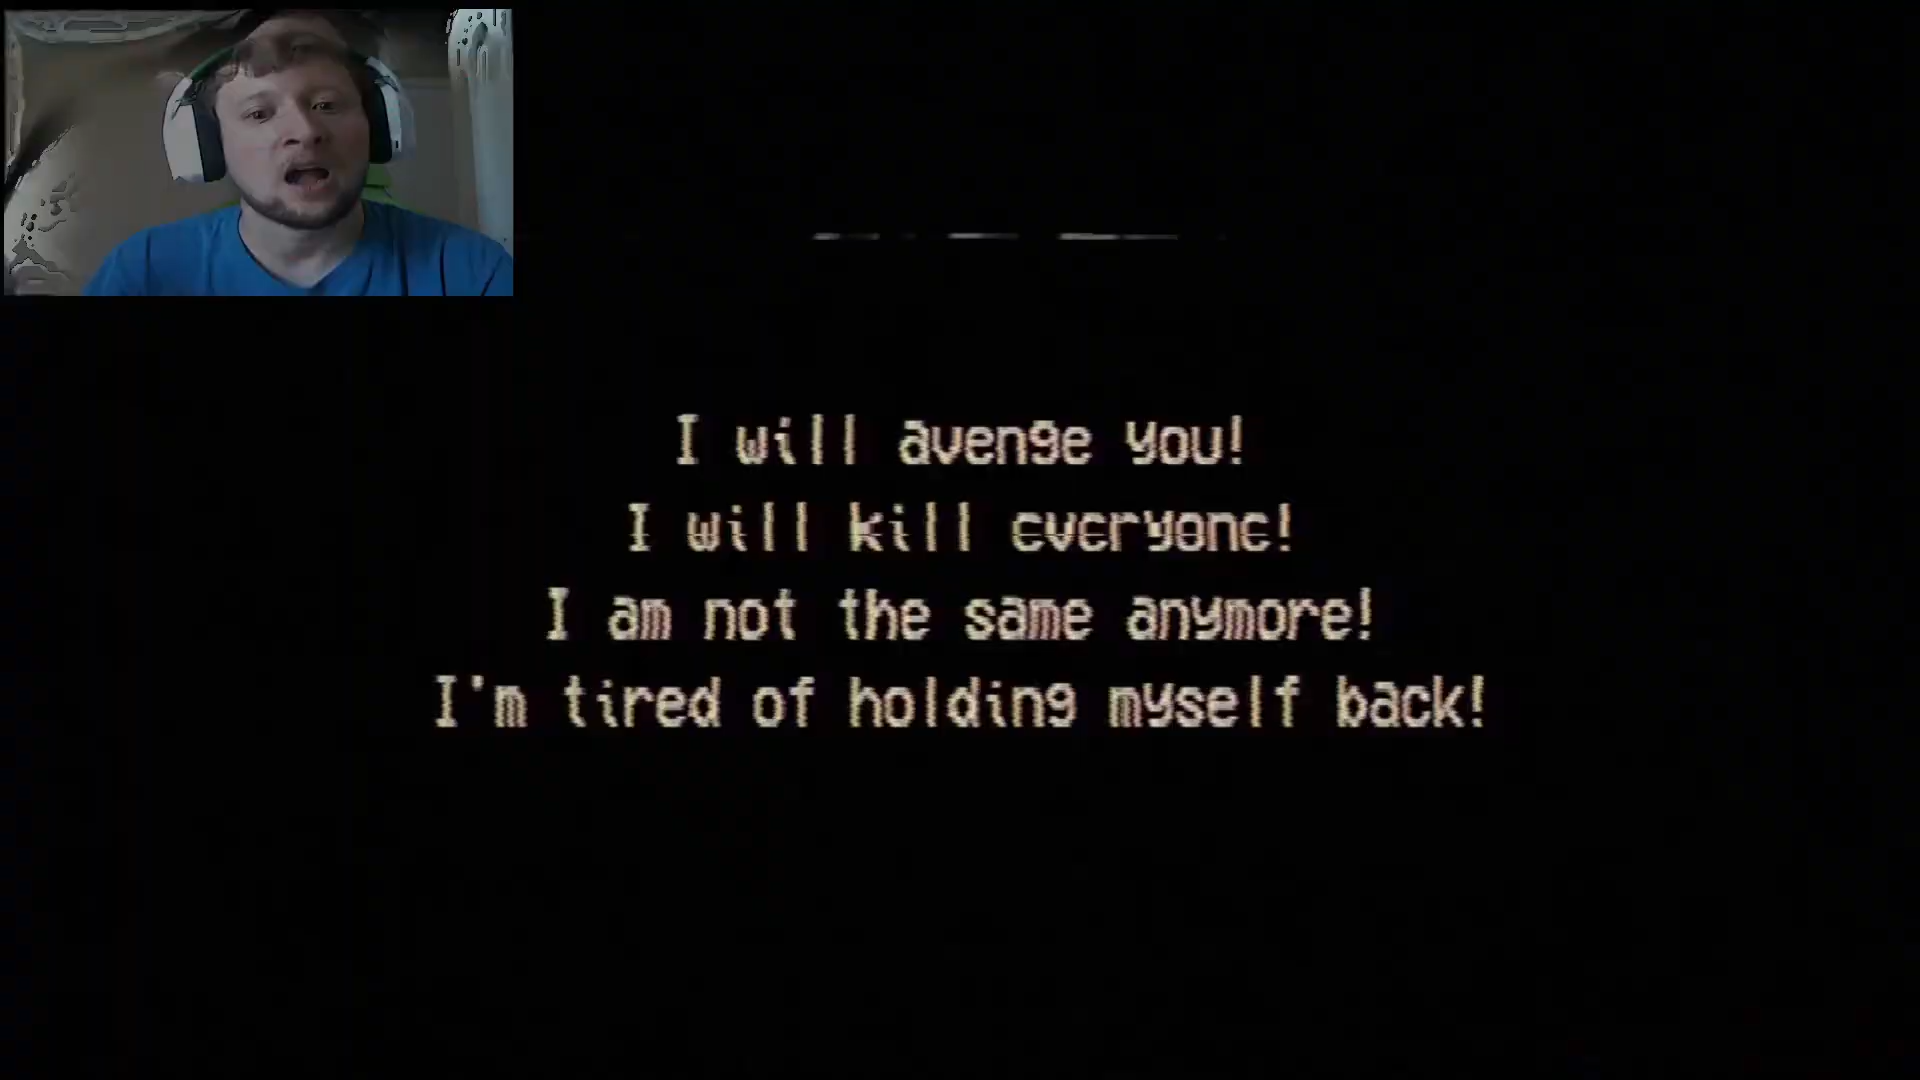 I will avenge you!
I will kill everyone!
I am not the same anymore!
I'm tired of holding myself back!